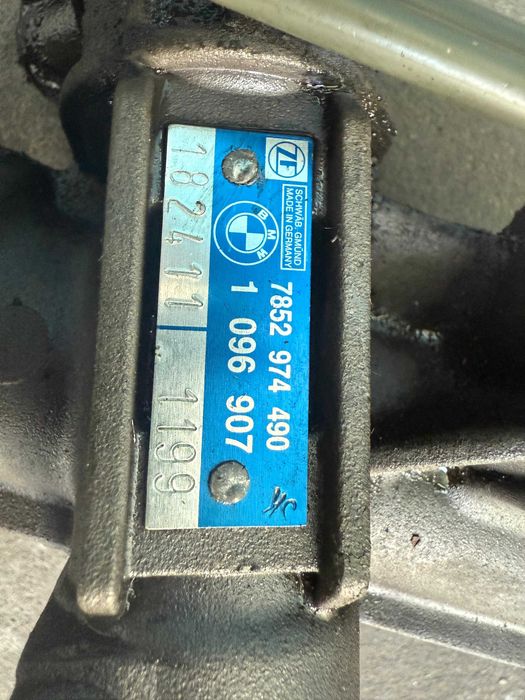 ZF
SCHWÄB. GMÜND
MADE IN GERMANY
BMW
7852 974 490
1 096 907
182411 1199